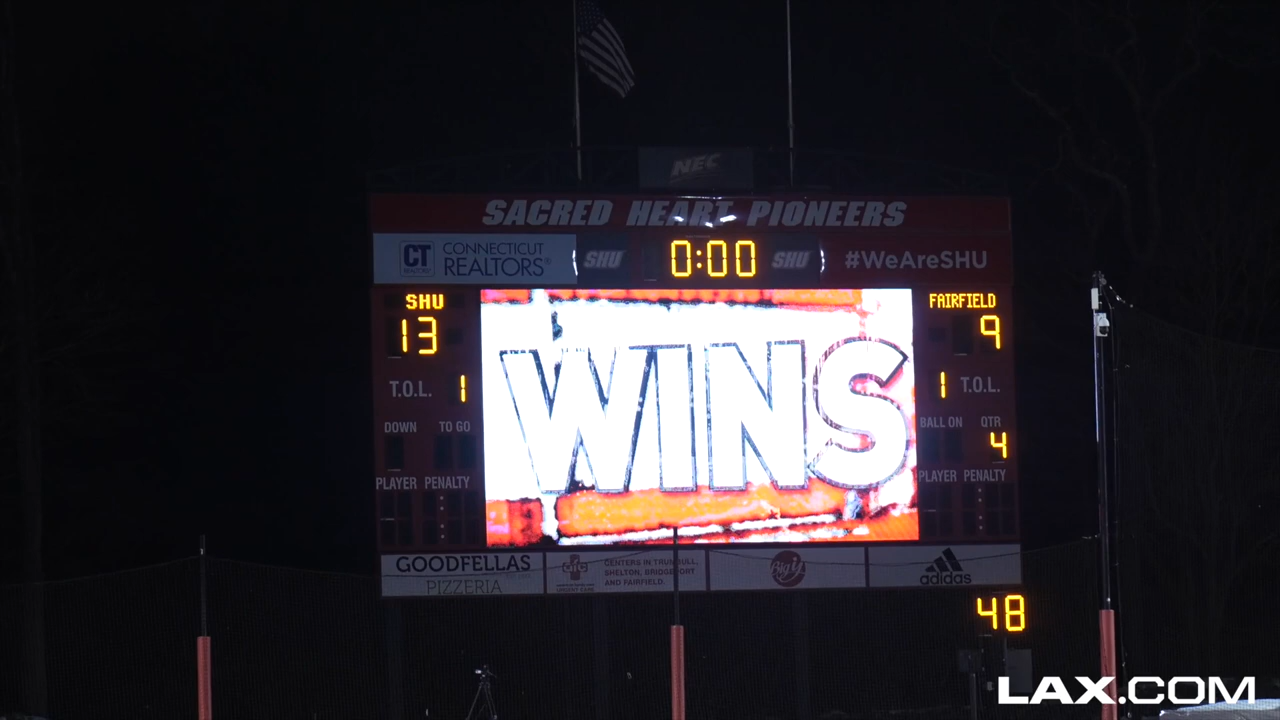 NEC
SACRED HEART PIONEERS
CT
REALTORS
CONNECTICUT
REALTORS®
SHU
0:00
SHU
#WeAreSHU
SHU
13
T.O.L. 1
DOWN TO GO
PLAYER PENALTY
WINS
FAIRFIELD
9
1 T.O.L.
BALL ON QTR
4
PLAYER PENALTY
GOODFELLAS
PIZZERIA
CENTERS IN TRUMBULL,
SHELTON, BRIDGEPORT
AND FAIRFIELD.
Big Y
adidas
48
LAX.COM